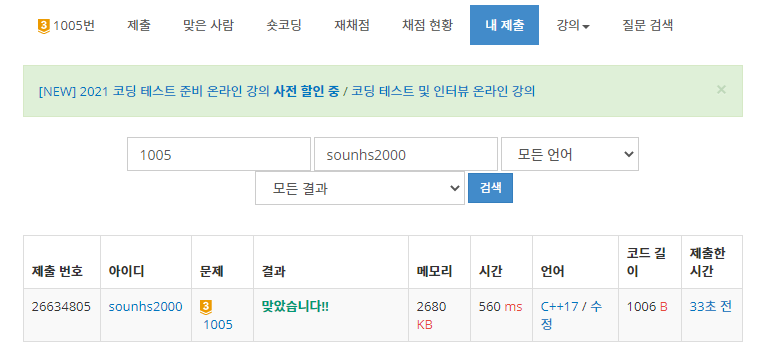 3 1005번 제출 맞은 사람 숏코딩 재채점 채점 현황 내 제출 강의 질문 검색
[NEW] 2021 코딩 테스트 준비 온라인 강의 사전 할인 중 / 코딩 테스트 및 인터뷰 온라인 강의 ×
1005 sounhs2000 모든 언어
모든 결과 검색
제출 번호 아이디 문제 결과 메모리 시간 언어 코드 길이 제출한 시간
26634805 sounhs2000 3 1005 맞았습니다!! 2680 KB 560 ms C++17 / 수정 1006 B 33초 전